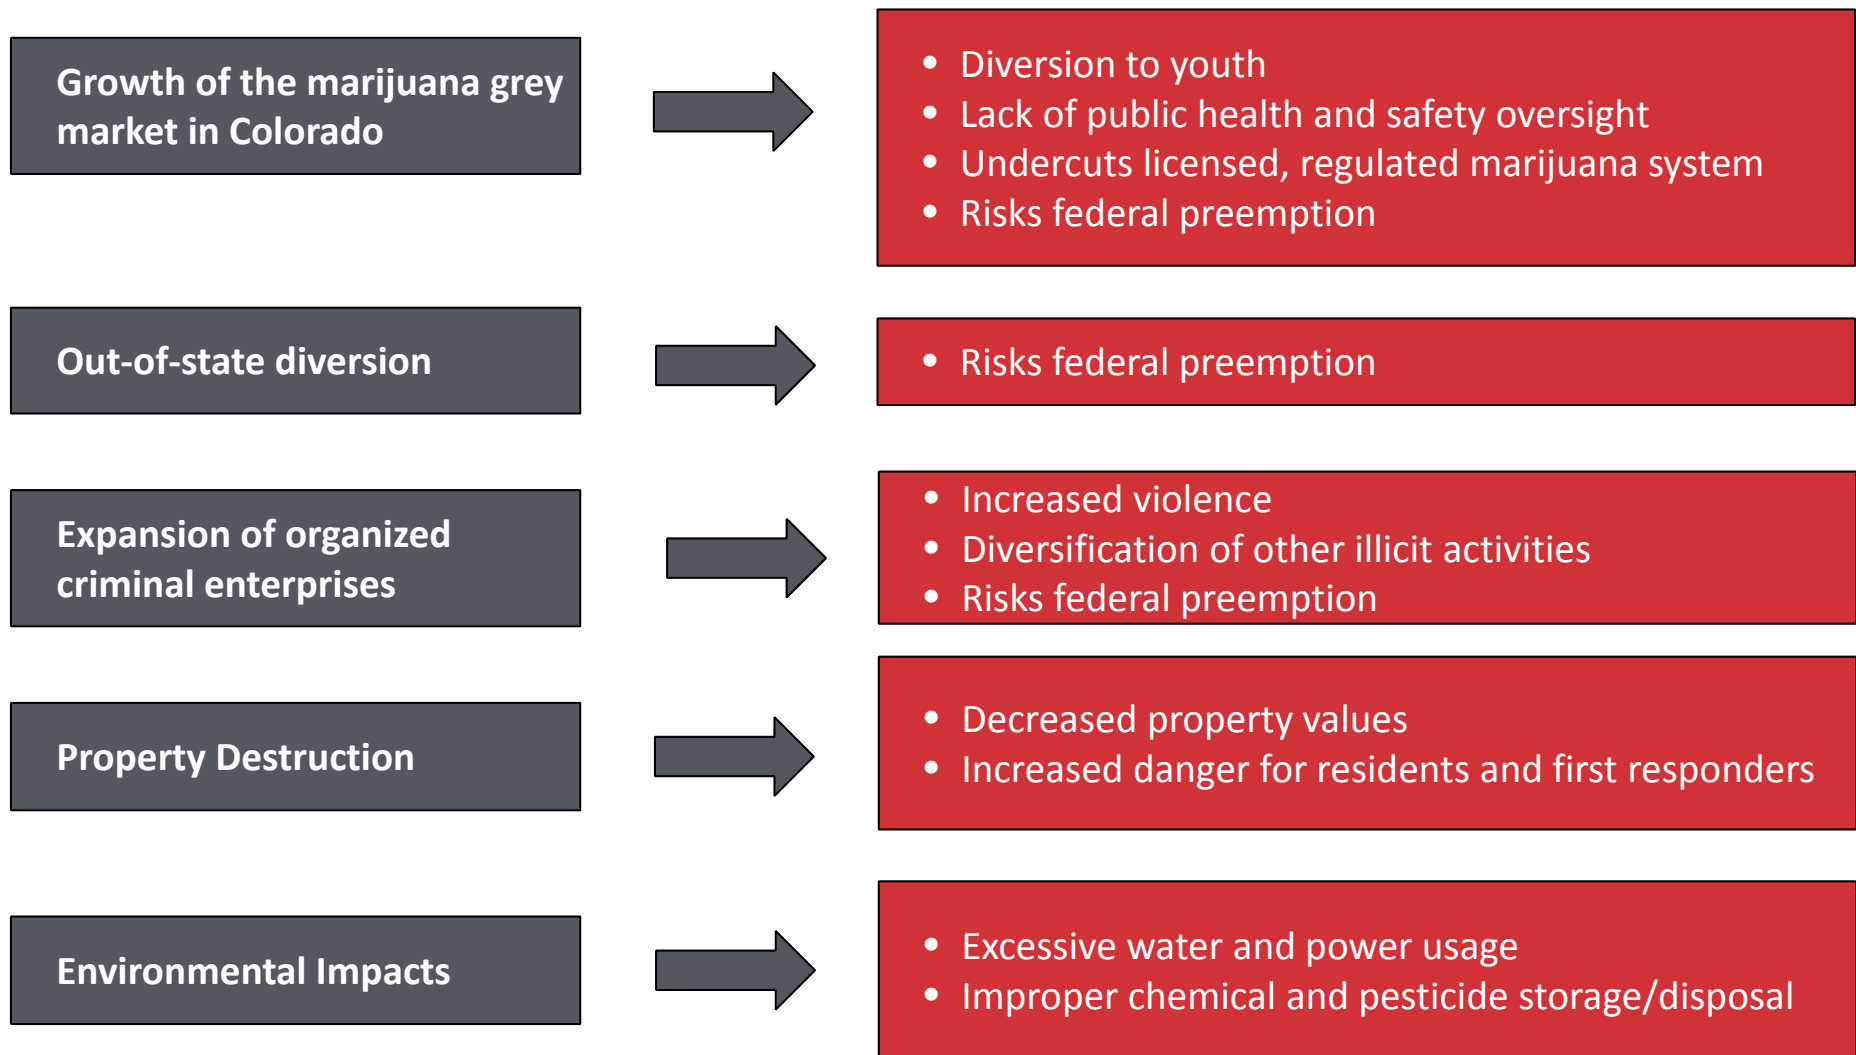 Growth of the marijuana grey
market in Colorado
• Diversion to youth
• Lack of public health and safety oversight
• Undercuts licensed, regulated marijuana system
• Risks federal preemption
Out-of-state diversion
• Risks federal preemption
Expansion of organized
criminal enterprises
• Increased violence
• Diversification of other illicit activities
• Risks federal preemption
Property Destruction
• Decreased property values
• Increased danger for residents and first responders
Environmental Impacts
• Excessive water and power usage
• Improper chemical and pesticide storage/disposal